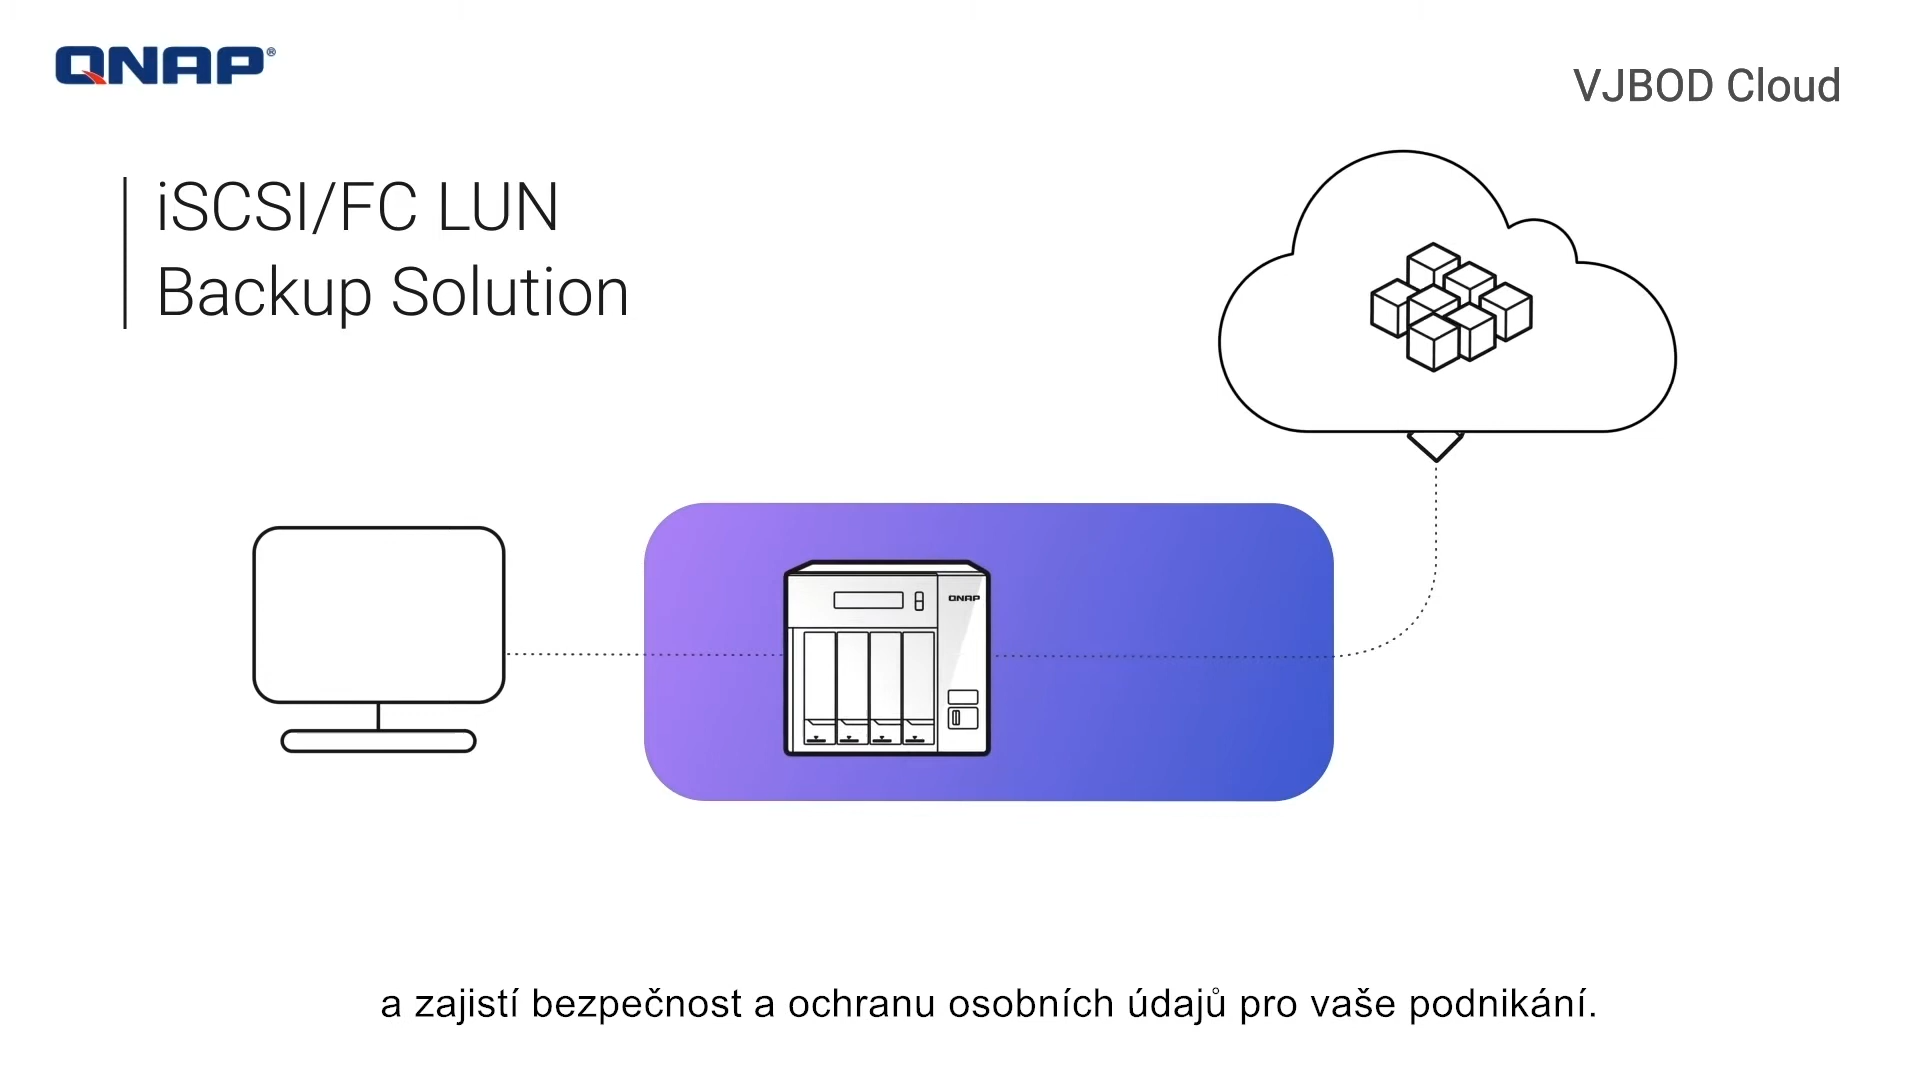 QNAP®
VJBOD Cloud
iSCSI/FC LUN
Backup Solution
QNAP
a zajistí bezpečnost a ochranu osobních údajů pro vaše podnikání.